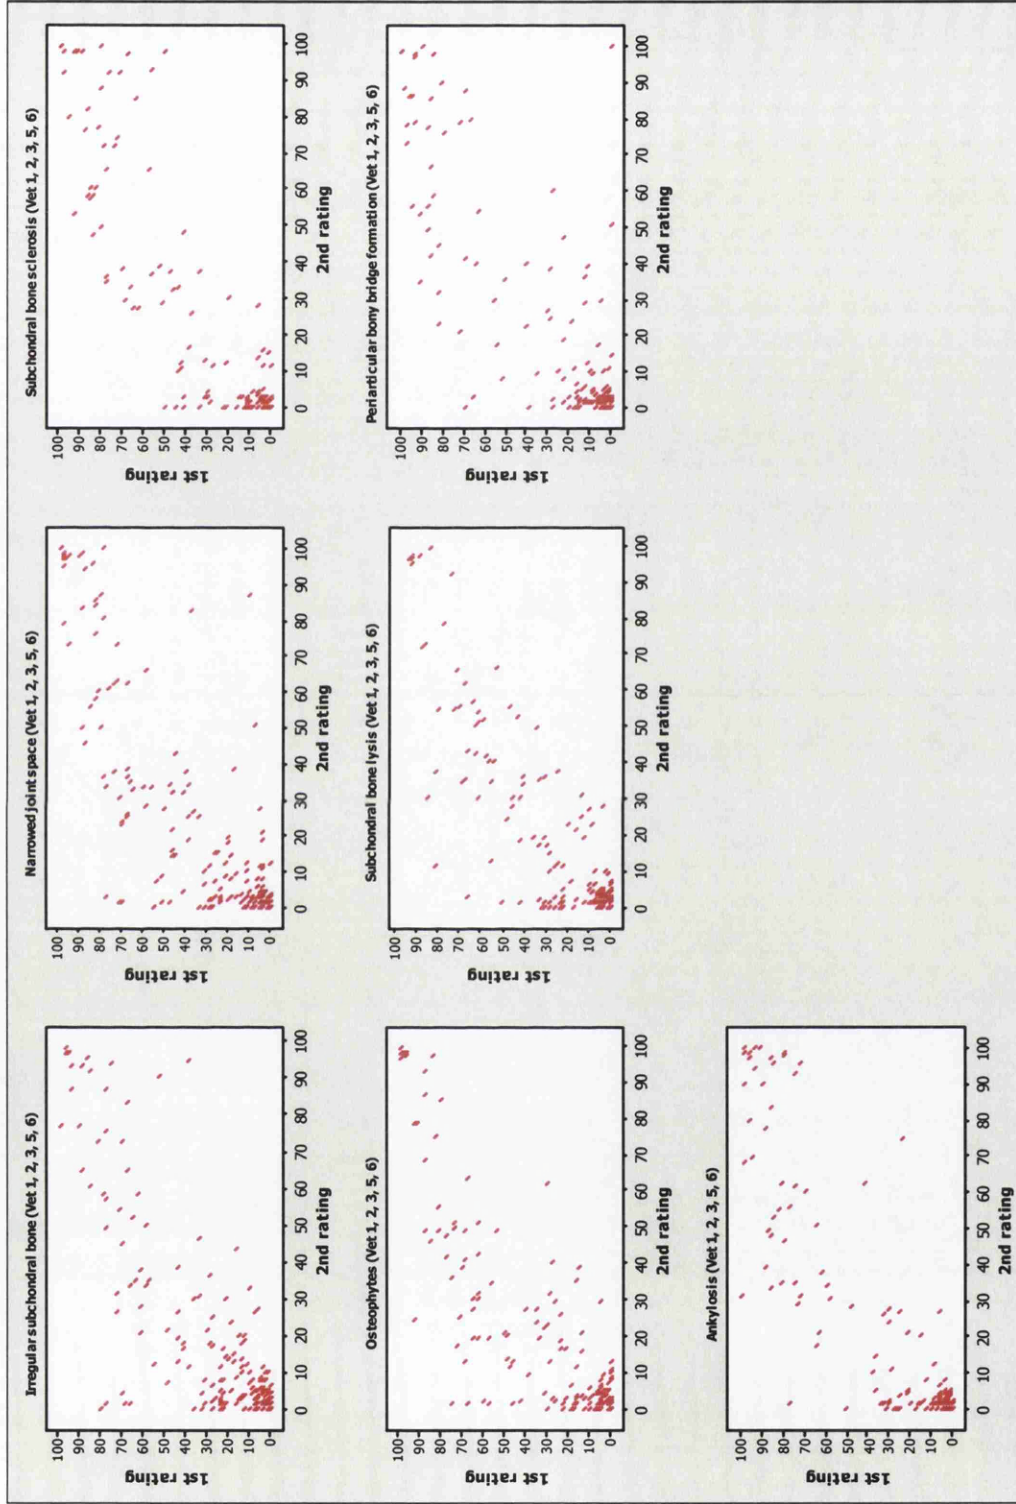 Irregular subchondral bone (Vet 1, 2, 3, 5, 6)
1st rating
100
90
80
70
60
50
40
30
20
10
0
0 10 20 30 40 50 60 70 80 90 100
2nd rating
Narrowed joint space (Vet 1, 2, 3, 5, 6)
1st rating
100
90
80
70
60
50
40
30
20
10
0
0 10 20 30 40 50 60 70 80 90 100
2nd rating
Subchondral bone sclerosis (Vet 1, 2, 3, 5, 6)
1st rating
100
90
80
70
60
50
40
30
20
10
0
0 10 20 30 40 50 60 70 80 90 100
2nd rating
Osteophytes (Vet 1, 2, 3, 5, 6)
1st rating
100
90
80
70
60
50
40
30
20
10
0
0 10 20 30 40 50 60 70 80 90 100
2nd rating
Subchondral bone lysis (Vet 1, 2, 3, 5, 6)
1st rating
100
90
80
70
60
50
40
30
20
10
0
0 10 20 30 40 50 60 70 80 90 100
2nd rating
Periarticular bony bridge formation (Vet 1, 2, 3, 5, 6)
1st rating
100
90
80
70
60
50
40
30
20
10
0
0 10 20 30 40 50 60 70 80 90 100
2nd rating
Ankylosis (Vet 1, 2, 3, 5, 6)
1st rating
100
90
80
70
60
50
40
30
20
10
0
0 10 20 30 40 50 60 70 80 90 100
2nd rating